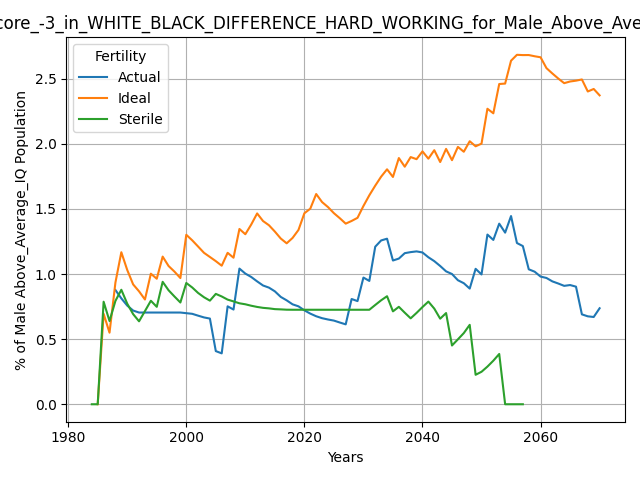 core_-3_in_WHITE_BLACK_DIFFERENCE_HARD_WORKING_for_Male_Above_Ave
Fertility
Actual
Ideal
Sterile
% of Male Above_Average_IQ Population
2.5
2.0
1.5
1.0
0.5
0.0
1980 2000 2020 2040 2060
Years